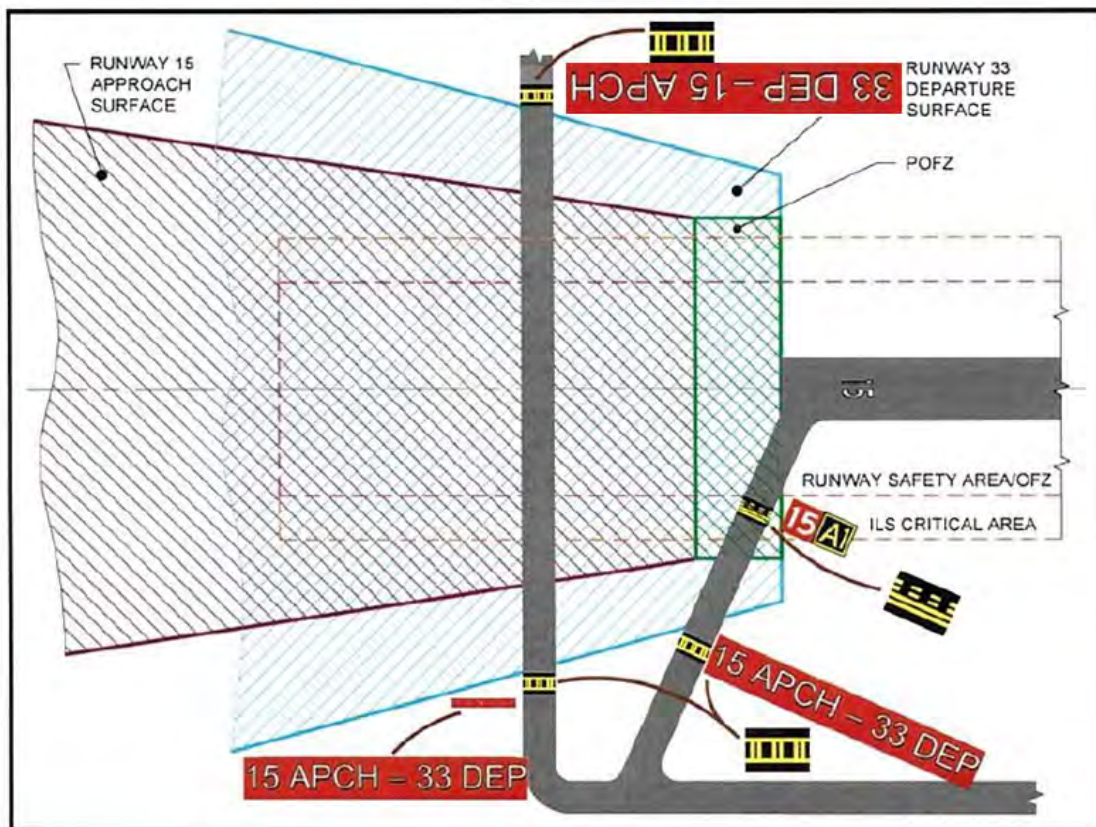 RUNWAY 15
APPROACH
SURFACE
33 DEP – 15 APCH
RUNWAY 33
DEPARTURE
SURFACE
POFZ
15
RUNWAY SAFETY AREA/OFZ
15 A1
ILS CRITICAL AREA
15 APCH – 33 DEP
15 APCH – 33 DEP